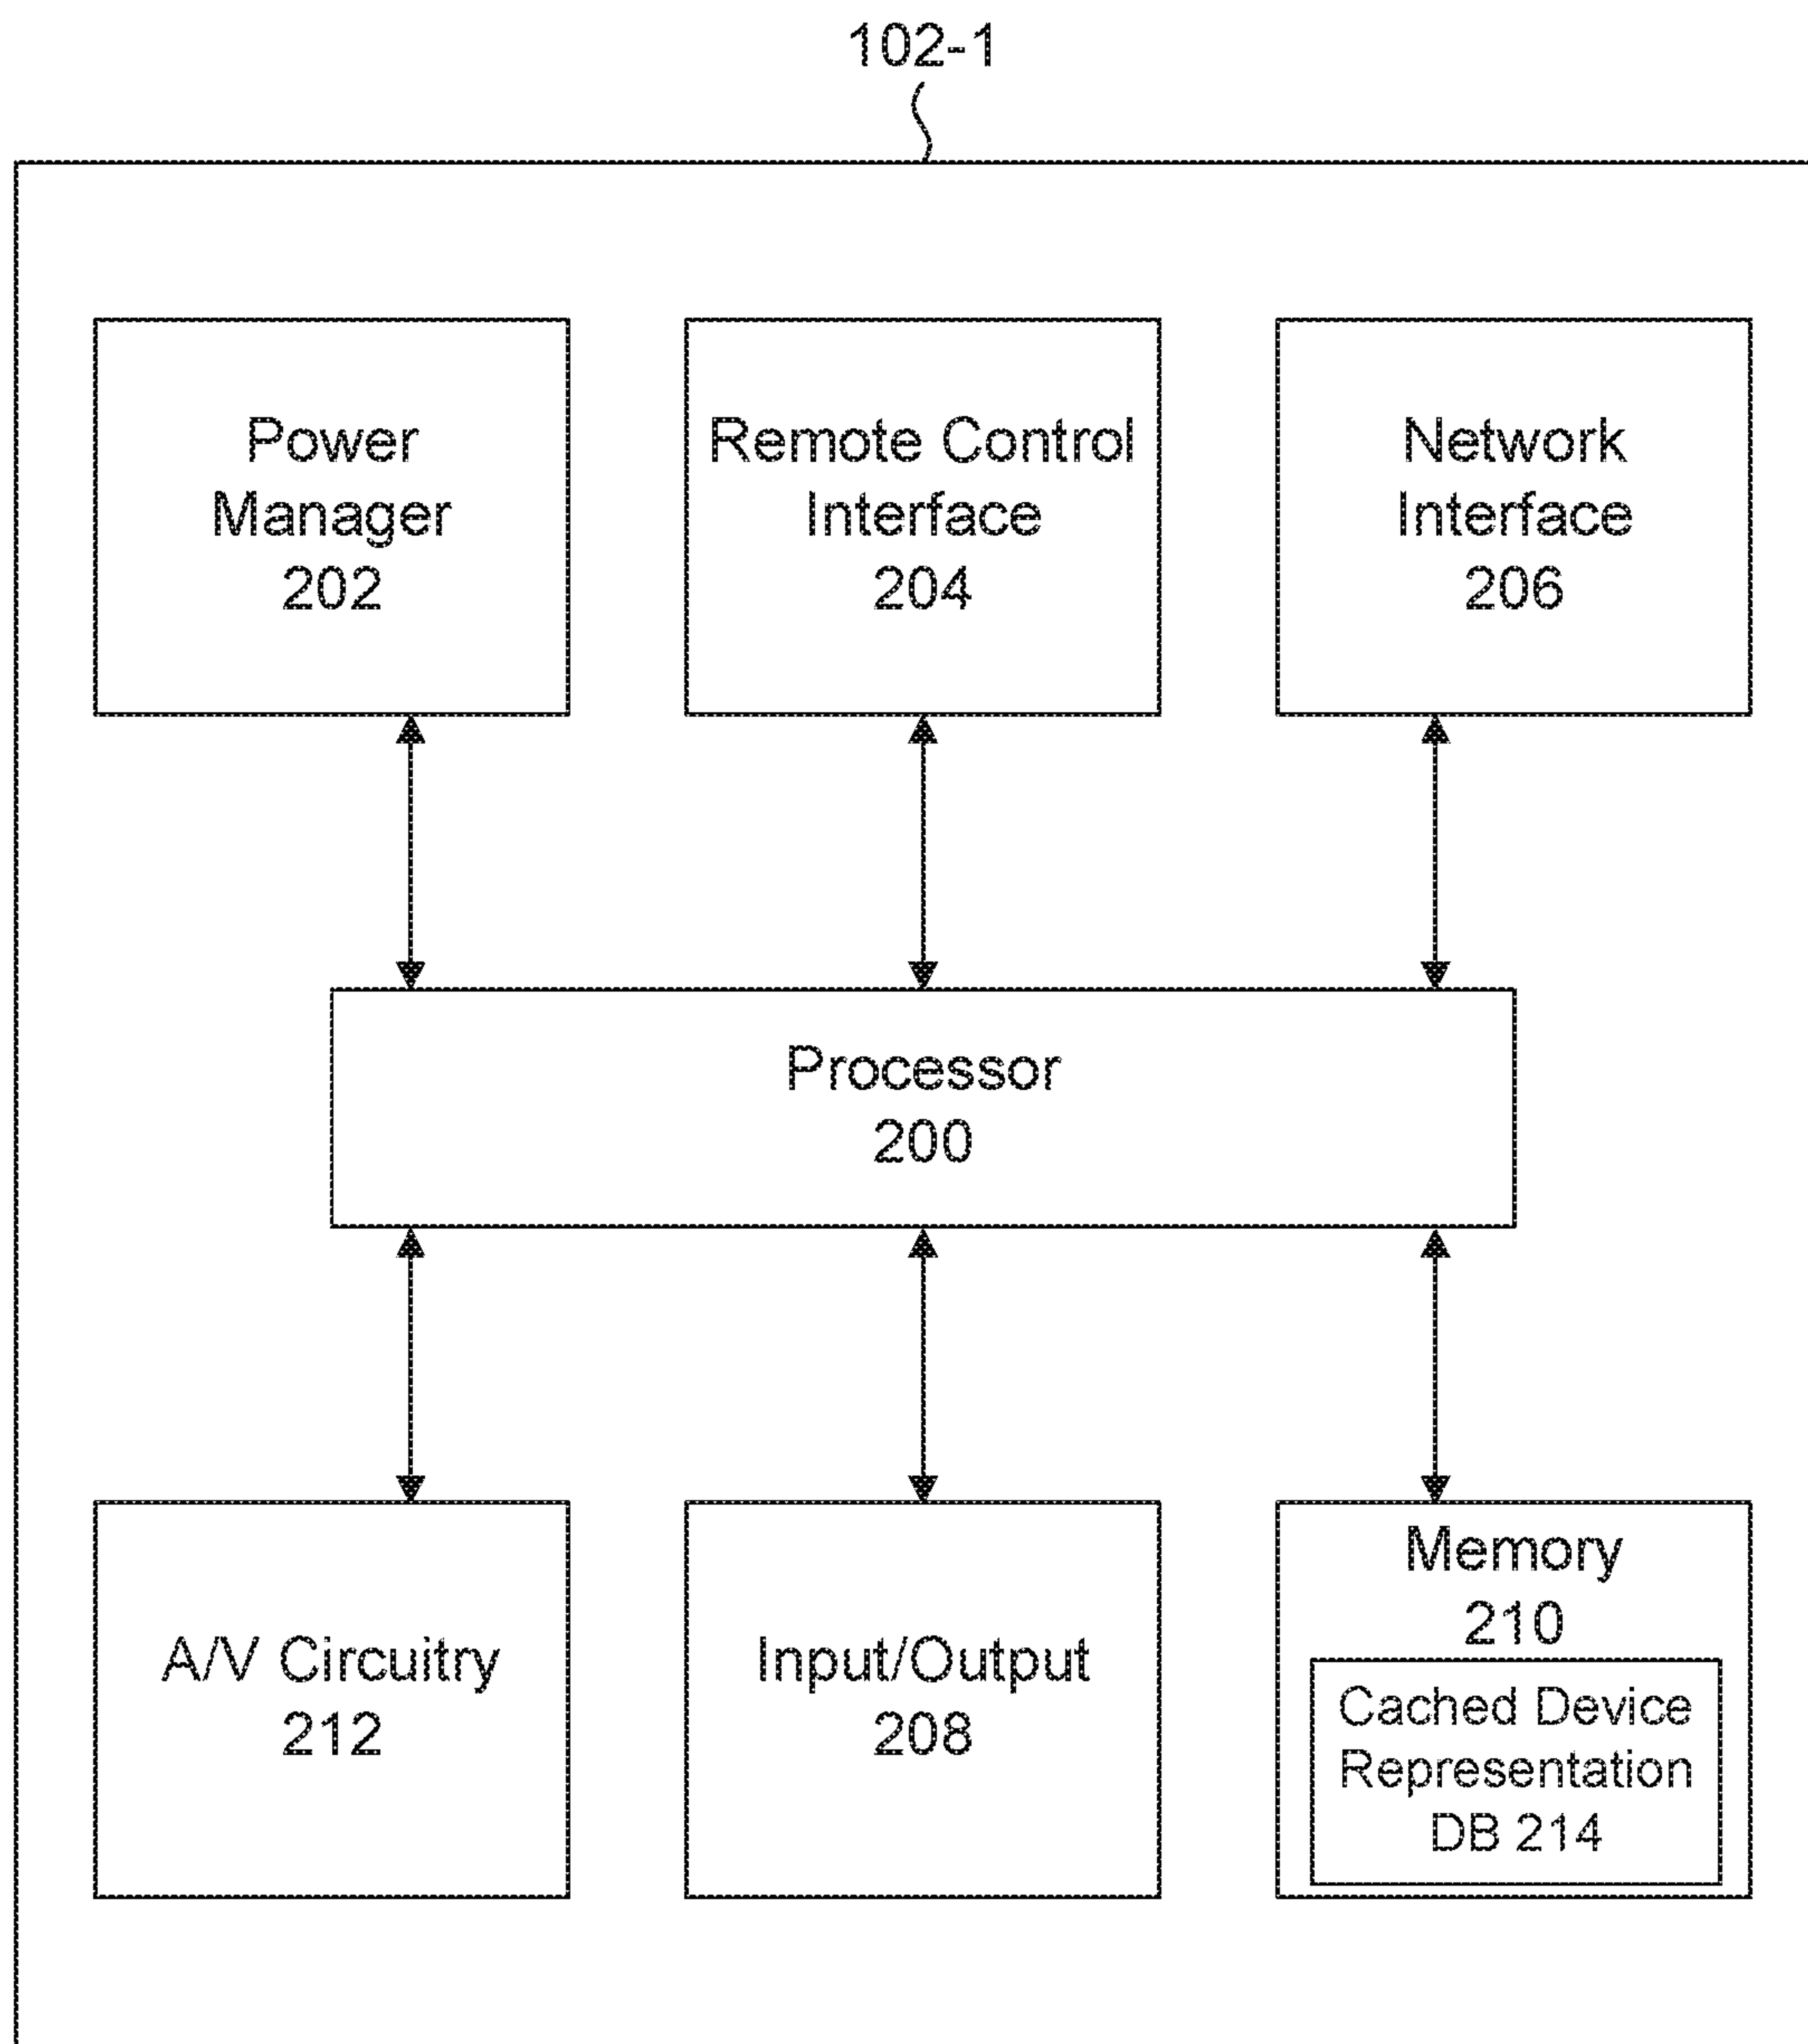 102-1
Power
Manager
202
Remote Control
Interface
204
Network
Interface
206
Processor
200
A/V Circuitry
212
Input/Output
208
Memory
210
Cached Device
Representation
DB 214